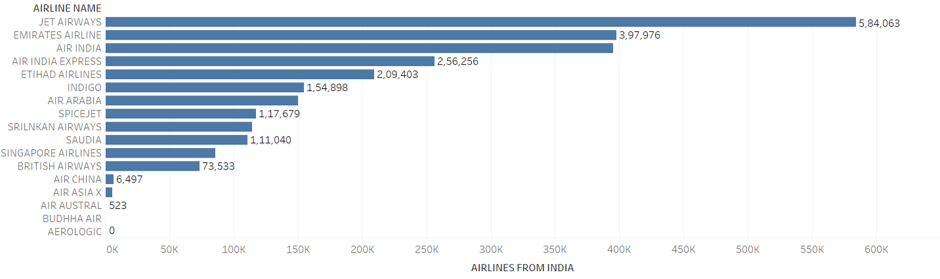 AIRLINE NAME
JET AIRWAYS 5,84,063
EMIRATES AIRLINE 3,97,976
AIR INDIA
AIR INDIA EXPRESS 2,56,256
ETIHAD AIRLINES 2,09,403
INDIGO 1,54,898
AIR ARABIA
SPICEJET 1,17,679
SRILNKAN AIRWAYS
SAUDIA 1,11,040
SINGAPORE AIRLINES
BRITISH AIRWAYS 73,533
AIR CHINA 6,497
AIR ASIA X
AIR AUSTRAL 523
BUDHHA AIR
AEROLOGIC 0
0K 50K 100K 150K 200K 250K 300K 350K 400K 450K 500K 550K 600K
AIRLINES FROM INDIA